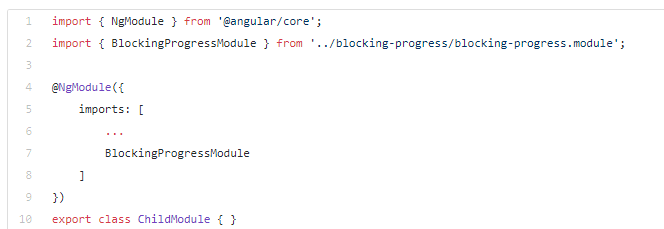 1 import { NgModule } from '@angular/core';
2 import { BlockingProgressModule } from '../blocking-progress/blocking-progress.module';
3
4 @NgModule({
5     imports: [
6         ...
7         BlockingProgressModule
8     ]
9 })
10 export class ChildModule { }